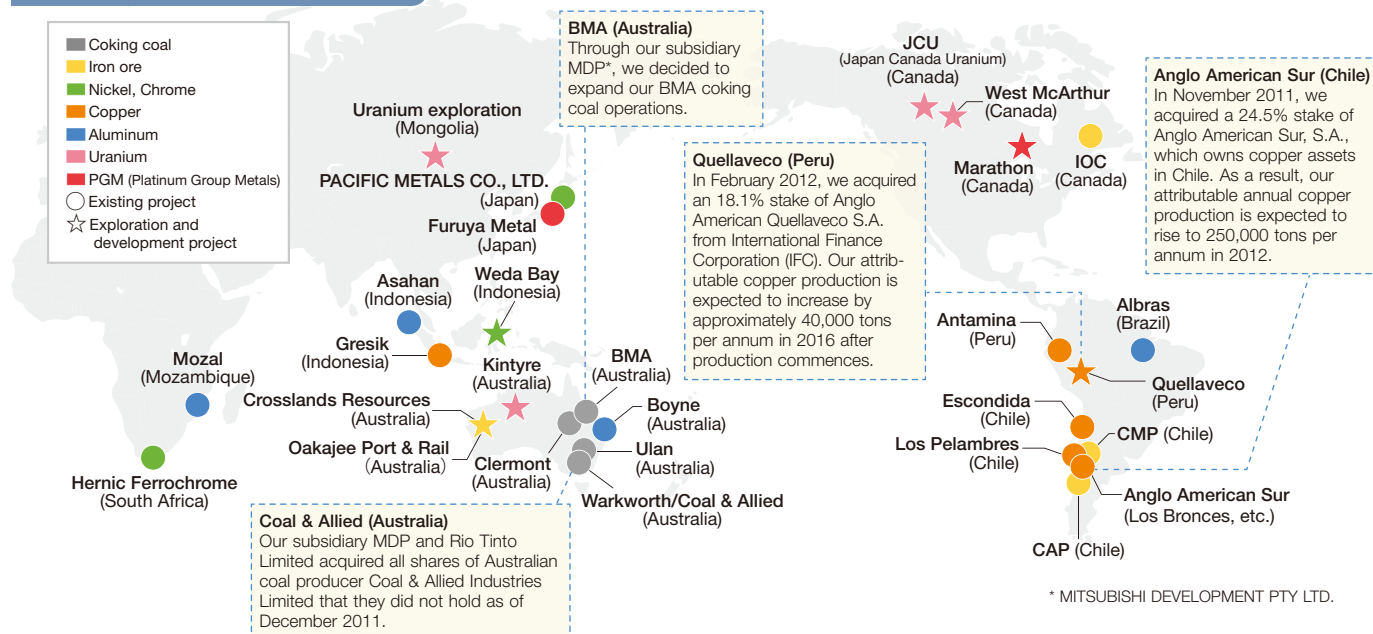 Coking coal
Iron ore
Nickel, Chrome
Copper
Aluminum
Uranium
PGM (Platinum Group Metals)
Existing project
Exploration and
development project
Uranium exploration
(Mongolia)
PACIFIC METALS CO., LTD.
(Japan)
Furuya Metal
(Japan)
Asahan
(Indonesia)
Weda Bay
(Indonesia)
Gresik
(Indonesia)
Kintyre
(Australia)
Mozal
(Mozambique)
Crosslands Resources
(Australia)
Oakajee Port & Rail
(Australia)
Clermont
(Australia)
Hernic Ferrochrome
(South Africa)
BMA
(Australia)
Boyne
(Australia)
Ulan
(Australia)
Warkworth/Coal & Allied
(Australia)
BMA (Australia)
Through our subsidiary
MDP*, we decided to
expand our BMA coking
coal operations.
Coal & Allied (Australia)
Our subsidiary MDP and Rio Tinto
Limited acquired all shares of Australian
coal producer Coal & Allied Industries
Limited that they did not hold as of
December 2011.
Quellaveco (Peru)
In February 2012, we acquired
an 18.1% stake of Anglo
American Quellaveco S.A.
from International Finance
Corporation (IFC). Our attrib-
utable copper production is
expected to increase by
approximately 40,000 tons
per annum in 2016 after
production commences.
JCU
(Japan Canada Uranium)
(Canada)
West McArthur
(Canada)
Marathon
(Canada)
IOC
(Canada)
Anglo American Sur (Chile)
In November 2011, we
acquired a 24.5% stake of
Anglo American Sur, S.A.,
which owns copper assets
in Chile. As a result, our
attributable annual copper
production is expected to
rise to 250,000 tons per
annum in 2012.
Antamina
(Peru)
Albras
(Brazil)
Quellaveco
(Peru)
Escondida
(Chile)
CMP (Chile)
Los Pelambres
(Chile)
Anglo American Sur
(Los Bronces, etc.)
CAP (Chile)
* MITSUBISHI DEVELOPMENT PTY LTD.